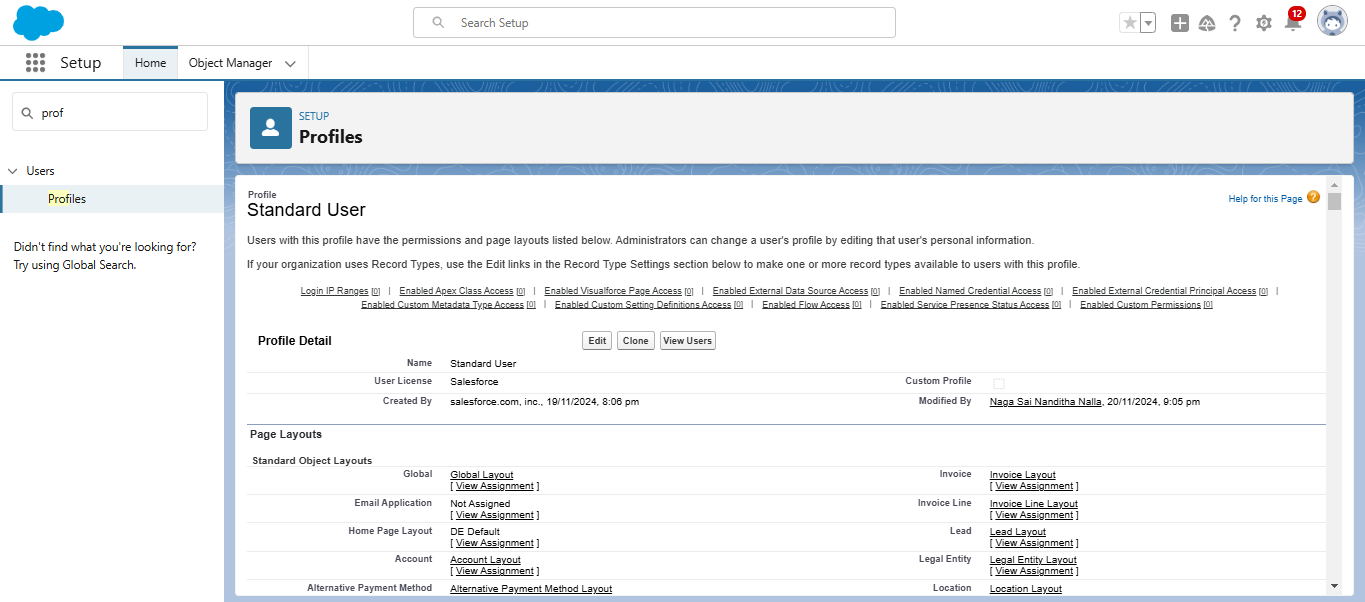 Search Setup
12
Setup
Home
Object Manager
prof
Users
Profiles
Didn't find what you're looking for?
Try using Global Search.
SETUP
Profiles
Profile
Standard User
Help for this Page
Users with this profile have the permissions and page layouts listed below. Administrators can change a user's profile by editing that user's personal information.
If your organization uses Record Types, use the Edit links in the Record Type Settings section below to make one or more record types available to users with this profile.
Login IP Ranges [0] | Enabled Apex Class Access [0] | Enabled Visualforce Page Access [0] | Enabled External Data Source Access [0] | Enabled Named Credential Access [0] | Enabled External Credential Principal Access [0] |
Enabled Custom Metadata Type Access [0] | Enabled Custom Setting Definitions Access [0] | Enabled Flow Access [0] | Enabled Service Presence Status Access [0] | Enabled Custom Permissions [0]
Profile Detail Edit Clone View Users
Name Standard User
User License Salesforce Custom Profile
Created By salesforce.com, inc., 19/11/2024, 8:06 pm Modified By Naga Sai Nanditha Nalla, 20/11/2024, 9:05 pm
Page Layouts
Standard Object Layouts
Global Global Layout Invoice Invoice Layout
[ View Assignment ] [ View Assignment ]
Email Application Not Assigned Invoice Line Invoice Line Layout
[ View Assignment ] [ View Assignment ]
Home Page Layout DE Default Lead Lead Layout
[ View Assignment ] [ View Assignment ]
Account Account Layout Legal Entity Legal Entity Layout
[ View Assignment ] [ View Assignment ]
Alternative Payment Method Alternative Payment Method Layout Location Location Layout